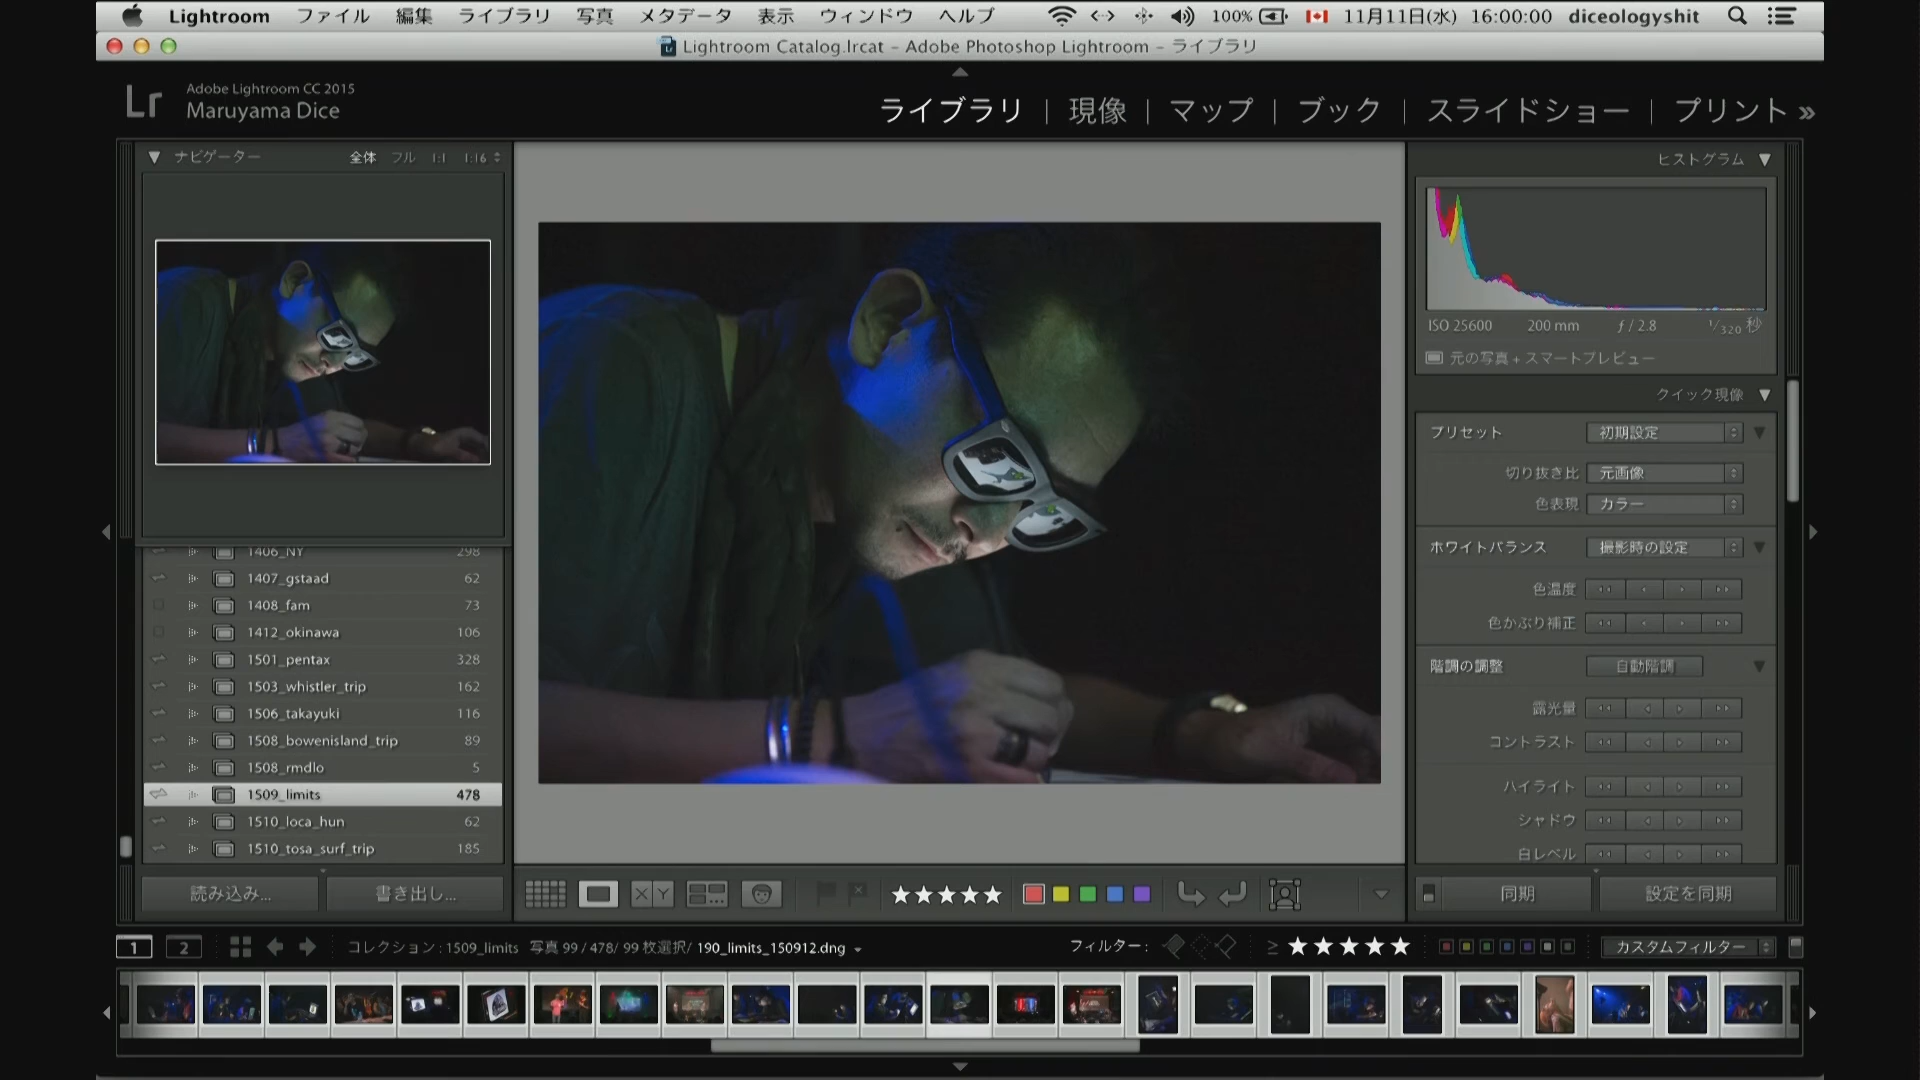 Lightroom ファイル 編集 ライブラリ 写真 メタデータ 表示 ウィンドウ ヘルプ 100% 11月11日(水) 16:00:00 diceologyshit
Lightroom Catalog.lrcat – Adobe Photoshop Lightroom – ライブラリ
Lr
Adobe Lightroom CC 2015
Maruyama Dice
ライブラリ | 現像 | マップ | ブック | スライドショー | プリント »
ナビゲーター 全体 フル 1:1 1:16
1406_NY 298
1407_gstaad 62
1408_fam 73
1412_okinawa 106
1501_pentax 328
1503_whistler_trip 162
1506_takayuki 116
1508_bowenisland_trip 89
1508_rmdlo 5
1509_limits 478
1510_loca_hun 62
1510_tosa_surf_trip 185
読み込み... 書き出し...
X Y
ヒストグラム
ISO 25600 200 mm ƒ / 2.8 1/320 秒
元の写真 + スマートプレビュー
クイック現像
プリセット 初期設定
切り抜き比 元画像
色表現 カラー
ホワイトバランス 撮影時の設定
色温度
色かぶり補正
階調の調整 自動階調
露光量
コントラスト
ハイライト
シャドウ
白レベル
同期 設定を同期
1 2 コレクション : 1509_limits 写真 99 / 478 / 99 枚選択 / 190_limits_150912.dng フィルター : ≥ ★★★★★ カスタムフィルター